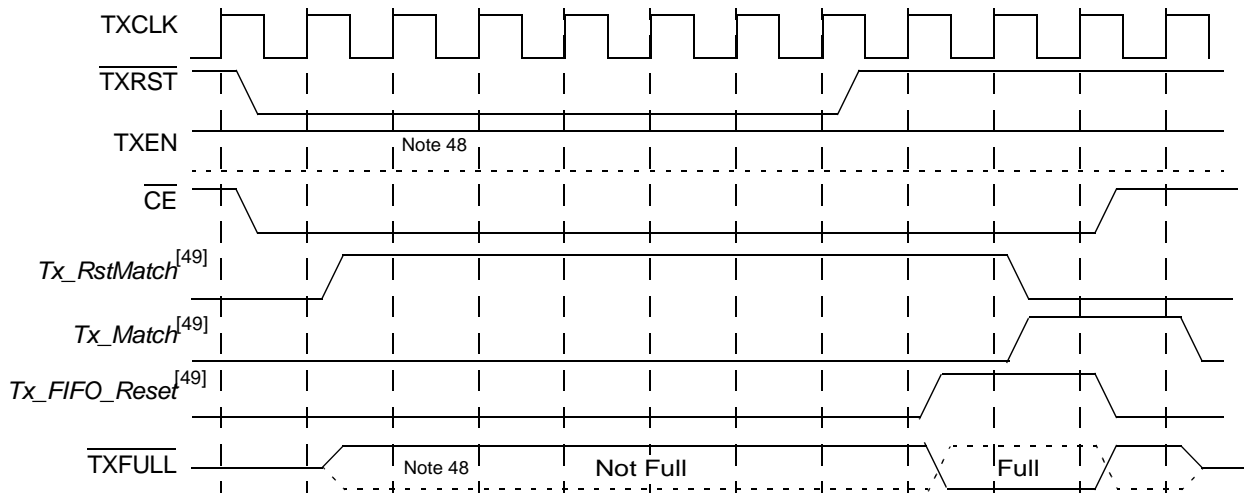 TXCLK
TXRST
TXEN
Note 48
CE
Tx_RstMatch[49]
Tx_Match[49]
Tx_FIFO_Reset[49]
TXFULL
Note 48
Not Full
Full